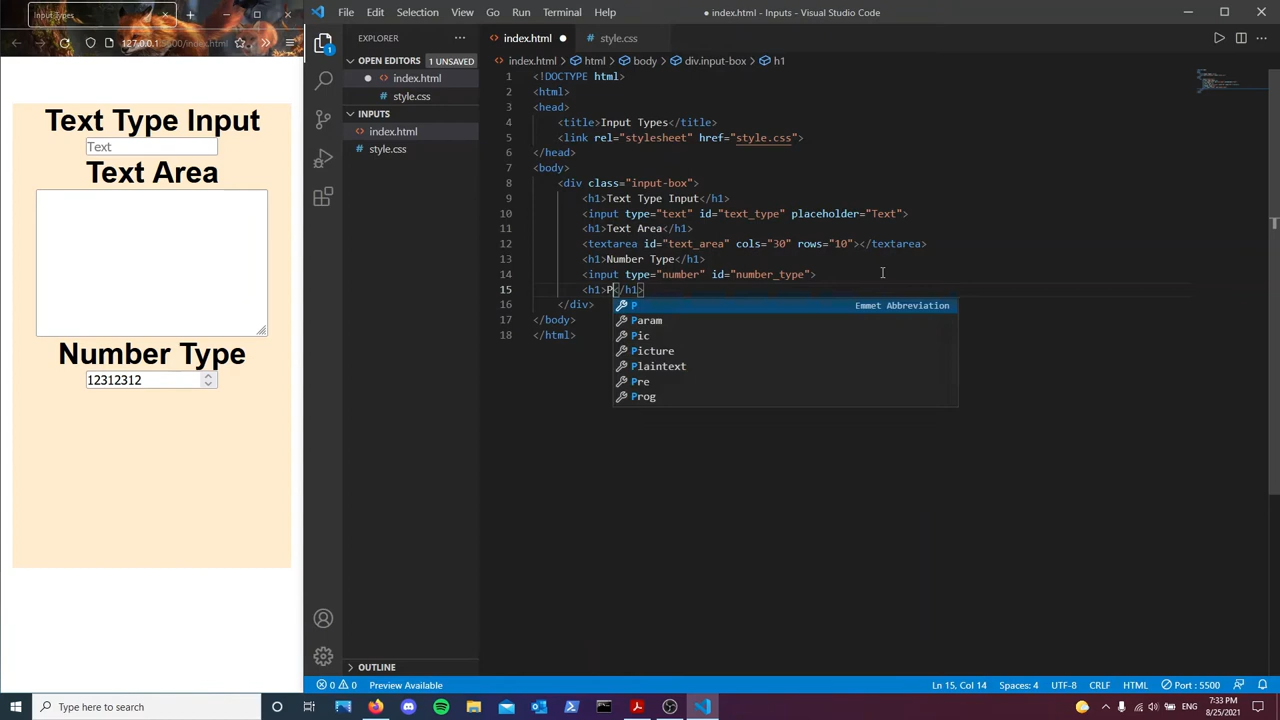 Input Types
127.0.0.1:5500/index.html
Text Type Input
Text
Text Area
Number Type
12312312
File Edit Selection View Go Run Terminal Help
● index.html - Inputs - Visual Studio Code
EXPLORER
OPEN EDITORS 1 UNSAVED
index.html
style.css
INPUTS
index.html
style.css
OUTLINE
1
index.html
style.css
index.html > html > body > div.input-box > h1
1 <!DOCTYPE html>
2 <html>
3 <head>
4 <title>Input Types</title>
5 <link rel="stylesheet" href="style.css">
6 </head>
7 <body>
8 <div class="input-box">
9 <h1>Text Type Input</h1>
10 <input type="text" id="text_type" placeholder="Text">
11 <h1>Text Area</h1>
12 <textarea id="text_area" cols="30" rows="10"></textarea>
13 <h1>Number Type</h1>
14 <input type="number" id="number_type">
15 <h1>P</h1>
16 </div>
17 </body>
18 </html>
P Emmet Abbreviation
Param
Pic
Picture
Plaintext
Pre
Prog
0 0 Preview Available
Ln 15, Col 14 Spaces: 4 UTF-8 CRLF HTML Port : 5500
Type here to search
7:33 PM
8/25/2021